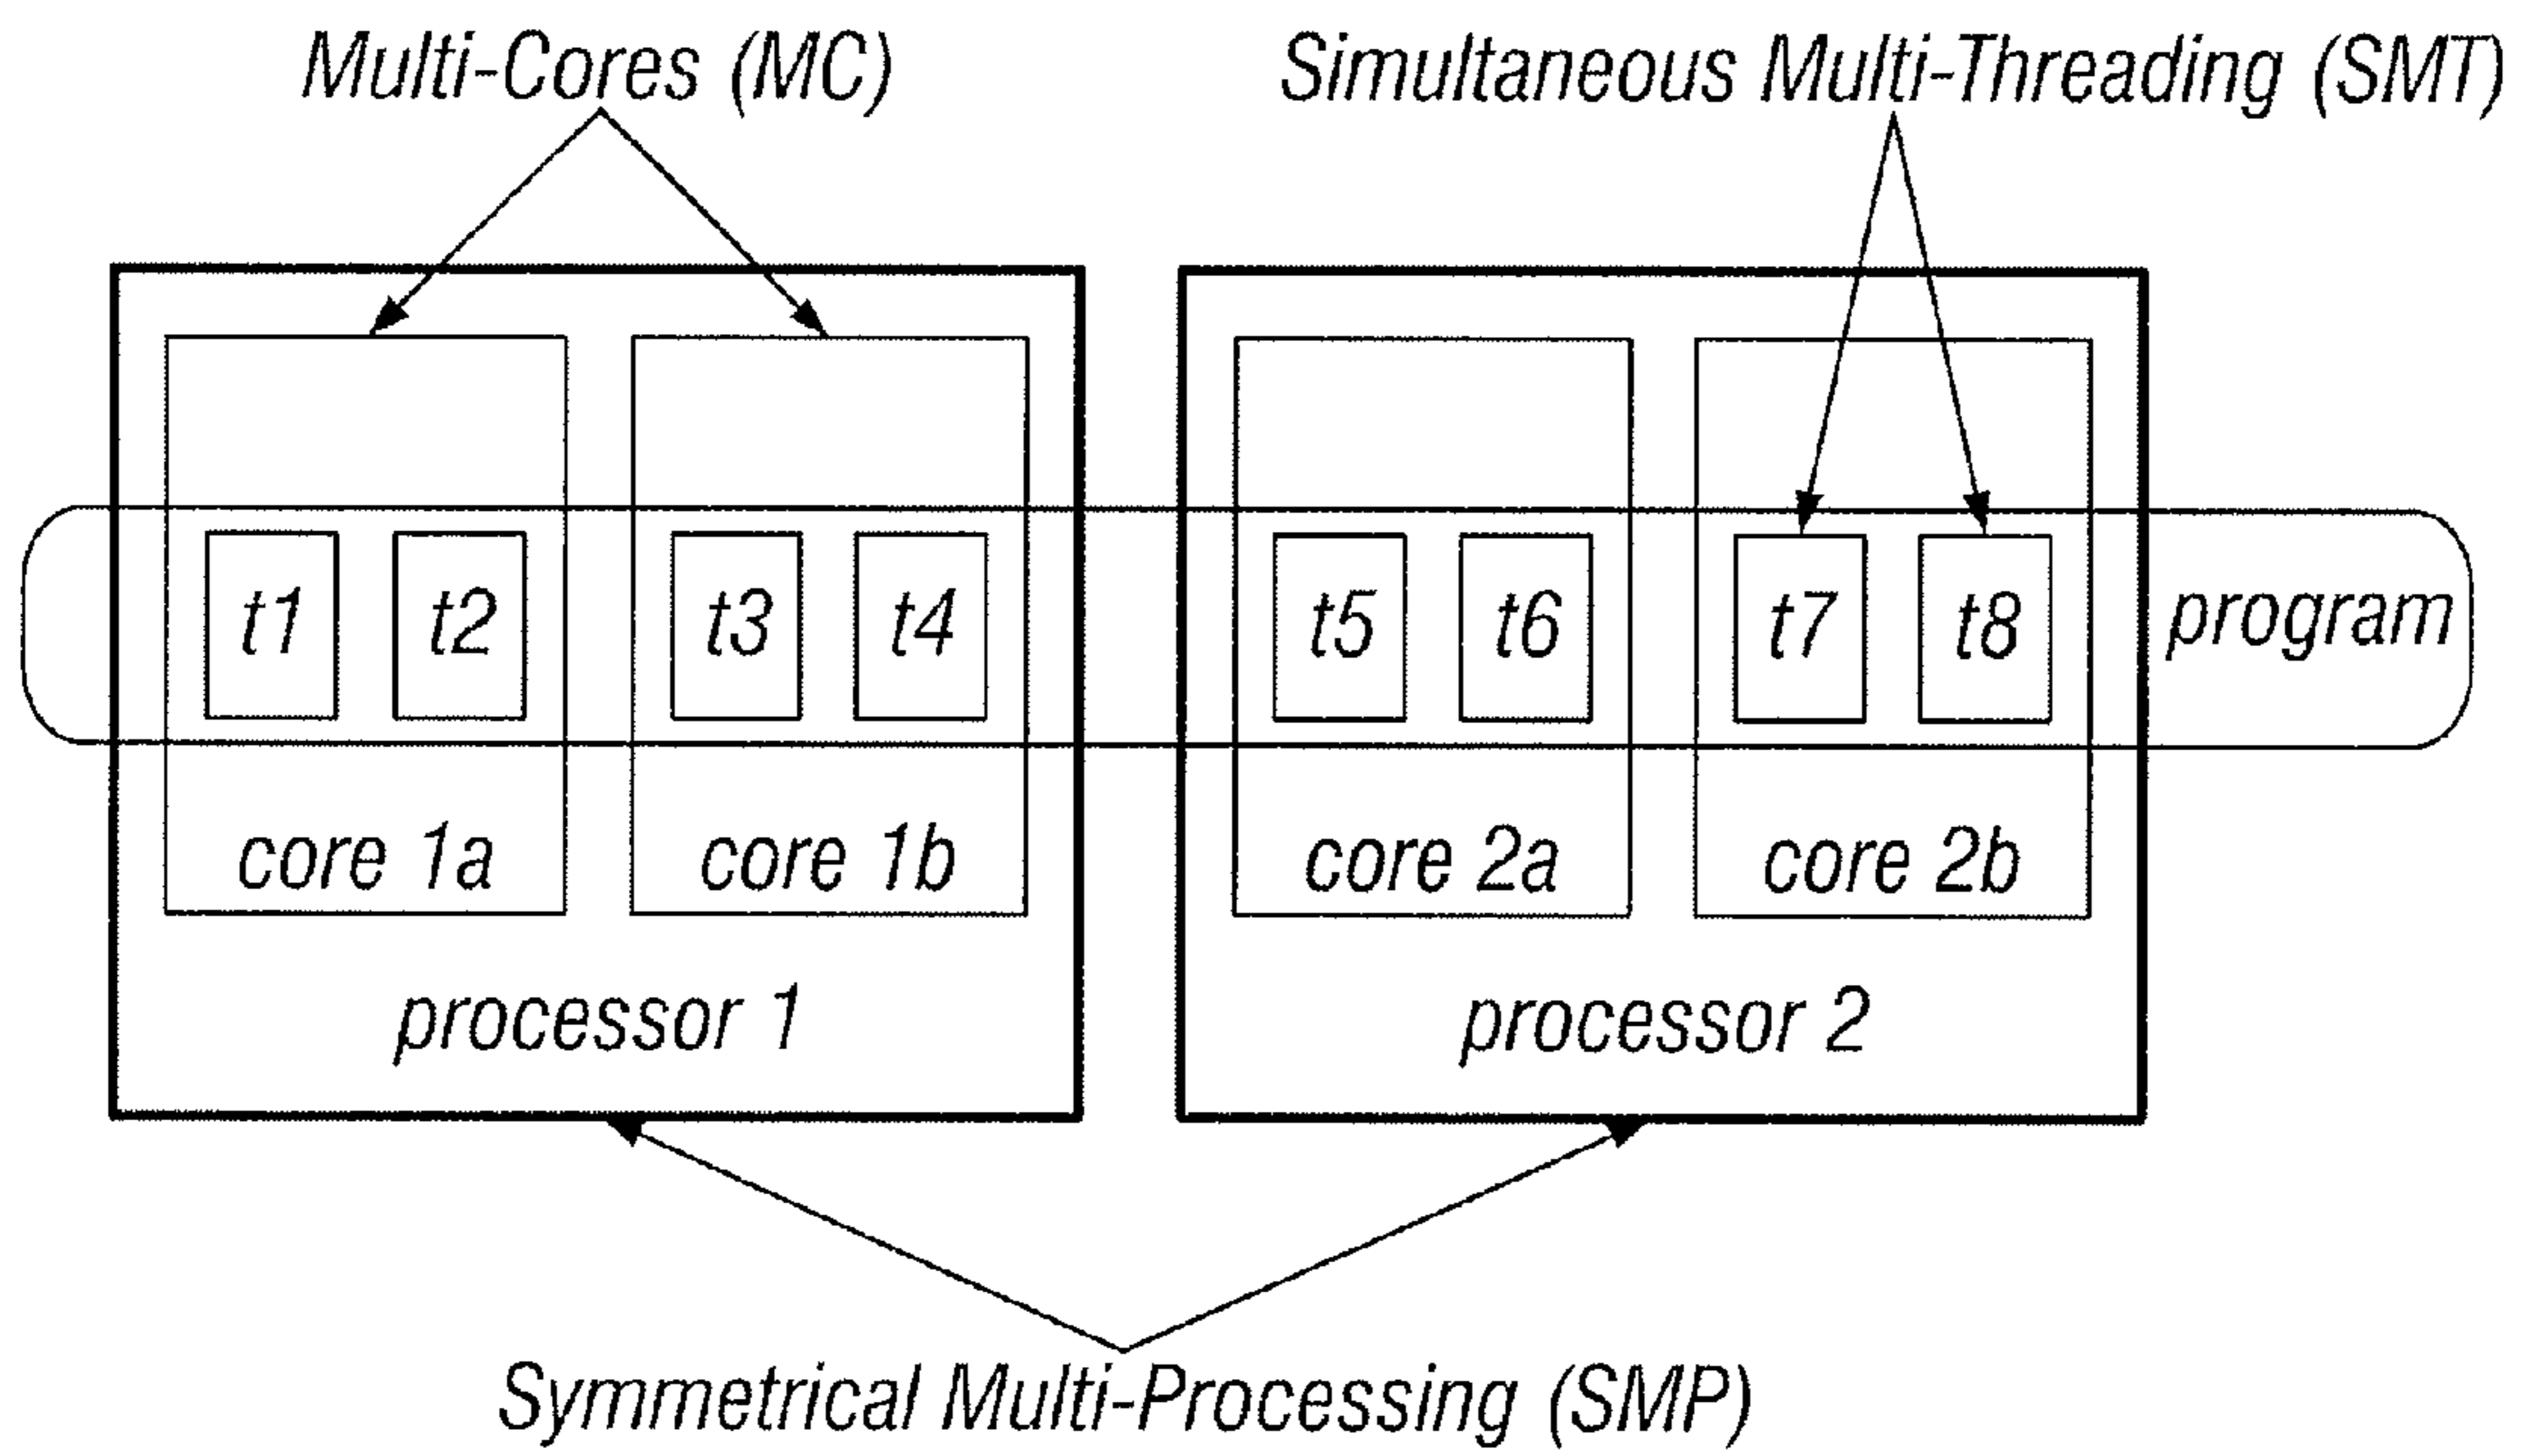 Multi-Cores (MC)
Simultaneous Multi-Threading (SMT)
t1
t2
t3
t4
t5
t6
t7
t8
program
core 1a
core 1b
core 2a
core 2b
processor 1
processor 2
Symmetrical Multi-Processing (SMP)